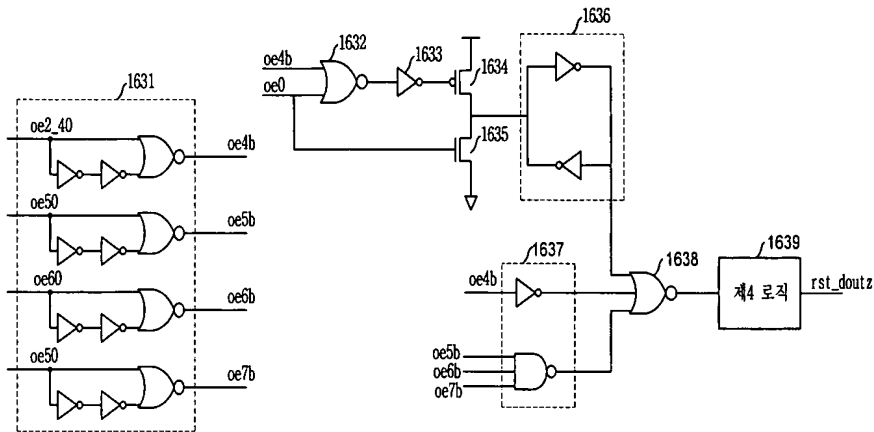 1631
oe2_40
oe4b
oe50
oe5b
oe60
oe6b
oe50
oe7b
1632
1633
oe4b
oe0
1634
1635
1636
1637
oe4b
oe5b
oe6b
oe7b
1638
1639
제4 로직
rst_doutz